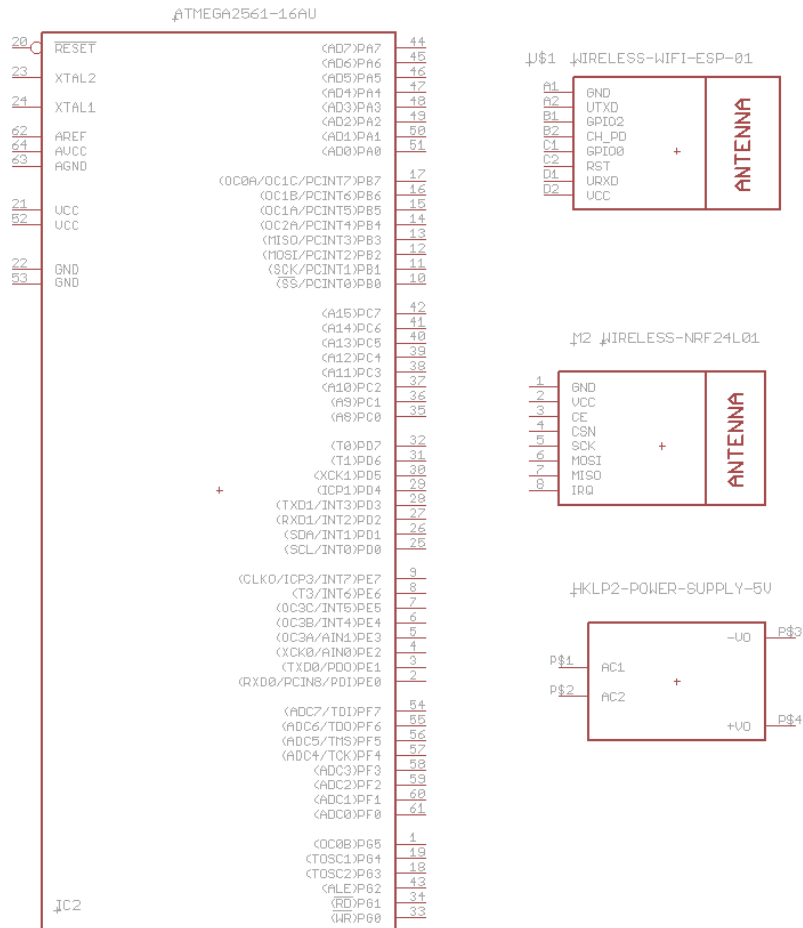 ATMEGA2561-16AU
20 RESET
23 XTAL2
24 XTAL1
62 AREF
64 AVCC
63 AGND
21 VCC
52 VCC
22 GND
53 GND
IC2
(AD7)PA7 44
(AD6)PA6 45
(AD5)PA5 46
(AD4)PA4 47
(AD3)PA3 48
(AD2)PA2 49
(AD1)PA1 50
(AD0)PA0 51
(OC0A/OC1C/PCINT7)PB7 17
(OC1B/PCINT6)PB6 16
(OC1A/PCINT5)PB5 15
(OC2A/PCINT4)PB4 14
(MISO/PCINT3)PB3 13
(MOSI/PCINT2)PB2 12
(SCK/PCINT1)PB1 11
(SS/PCINT0)PB0 10
(A15)PC7 42
(A14)PC6 41
(A13)PC5 40
(A12)PC4 39
(A11)PC3 38
(A10)PC2 37
(A9)PC1 36
(A8)PC0 35
(T0)PD7 32
(T1)PD6 31
(XCK1)PD5 30
(ICP1)PD4 29
(TXD1/INT3)PD3 28
(RXD1/INT2)PD2 27
(SDA/INT1)PD1 26
(SCL/INT0)PD0 25
(CLKO/ICP3/INT7)PE7 9
(T3/INT6)PE6 8
(OC3C/INT5)PE5 7
(OC3B/INT4)PE4 6
(OC3A/AIN1)PE3 5
(XCK0/AIN0)PE2 4
(TXD0/PDO)PE1 3
(RXD0/PCIN8/PDI)PE0 2
(ADC7/TDI)PF7 54
(ADC6/TDO)PF6 55
(ADC5/TMS)PF5 56
(ADC4/TCK)PF4 57
(ADC3)PF3 58
(ADC2)PF2 59
(ADC1)PF1 60
(ADC0)PF0 61
(OC0B)PG5 1
(TOSC1)PG4 19
(TOSC2)PG3 18
(ALE)PG2 43
(RD)PG1 34
(WR)PG0 33
U$1 WIRELESS-WIFI-ESP-01
A1 GND
A2 UTXD
B1 GPIO2
B2 CH_PD
C1 GPIO0
C2 RST
D1 URXD
D2 VCC
ANTENNA
M2 WIRELESS-NRF24L01
1 GND
2 VCC
3 CE
4 CSN
5 SCK
6 MOSI
7 MISO
8 IRQ
ANTENNA
HKLP2-POWER-SUPPLY-5V
-VO P$3
P$1 AC1
P$2 AC2
+VO P$4